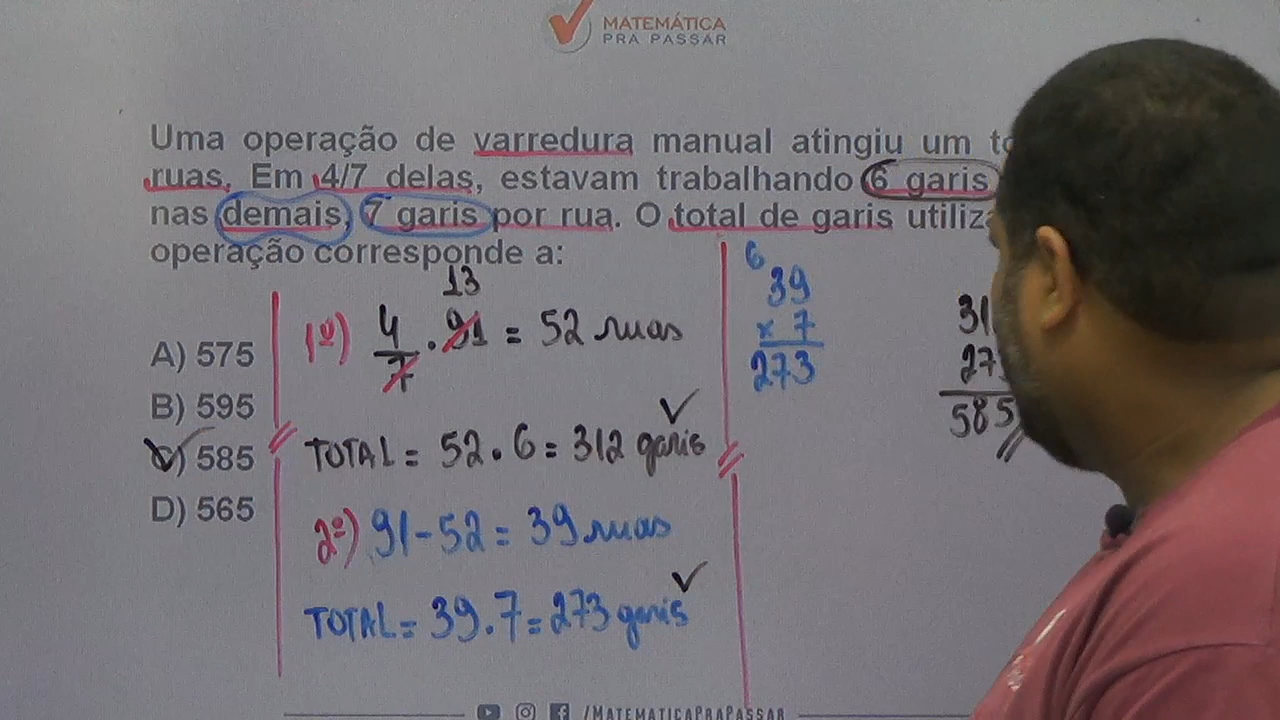 MATEMÁTICA
PRA PASSAR
Uma operação de varredura manual atingiu um
ruas. Em 4/7 delas, estavam trabalhando 6 garis
nas demais, 7 garis por rua. O total de garis
operação corresponde a:
A) 575
B) 595
C) 585
D) 565
13
1º) 4/7 . 91 = 52 ruas
TOTAL = 52 . 6 = 312 garis
2º) 91 - 52 = 39 ruas
TOTAL = 39 . 7 = 273 garis
6
39
x 7
273
585
/MATEMATICAPRAPASSAR